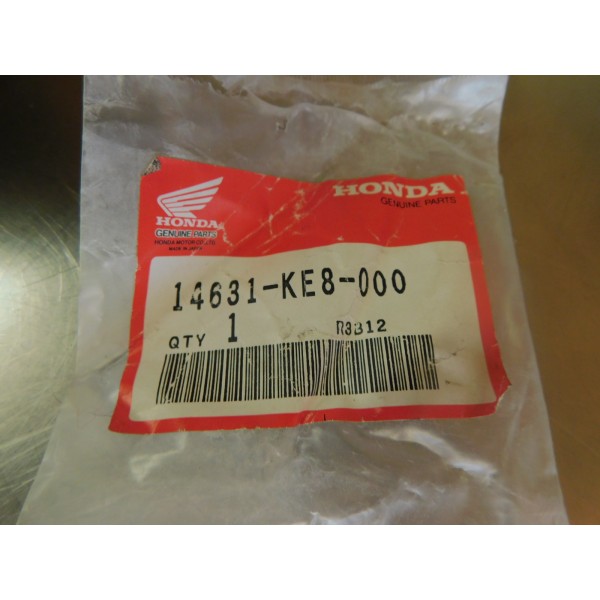 HONDA
GENUINE PARTS
HONDA MOTOR CO., LTD.
MADE IN JAPAN
HONDA
GENUINE PARTS
14631-KE8-000
QTY 1 R3B12